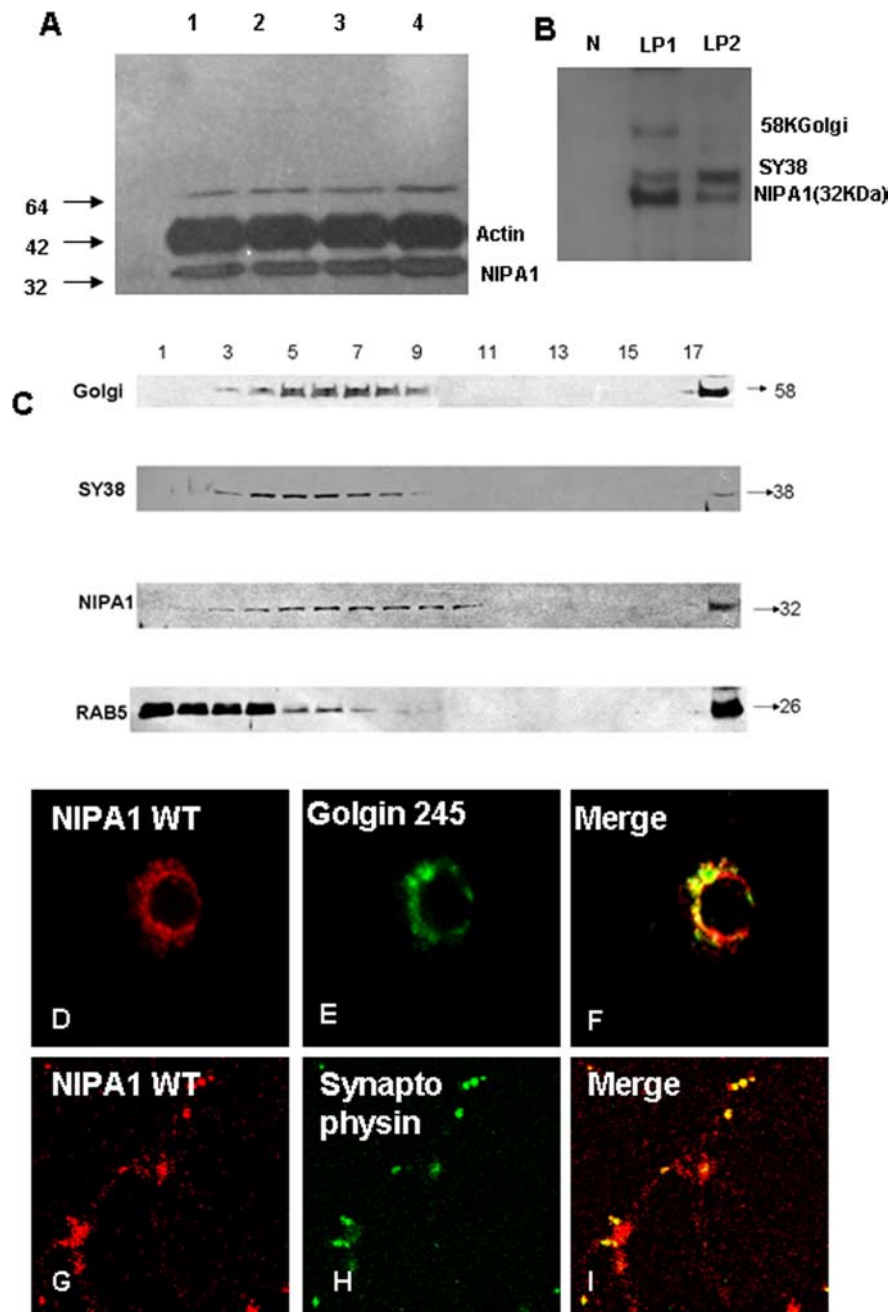 A
1 2 3 4
64
42
32
Actin
NIPA1
B
N LP1 LP2
58KGolgi
SY38
NIPA1(32KDa)
C
1 3 5 7 9 11 13 15 17
Golgi 58
SY38 38
NIPA1 32
RAB5 26
NIPA1 WT
D
Golgin 245
E
Merge
F
NIPA1 WT
G
Synapto
physin
H
Merge
I